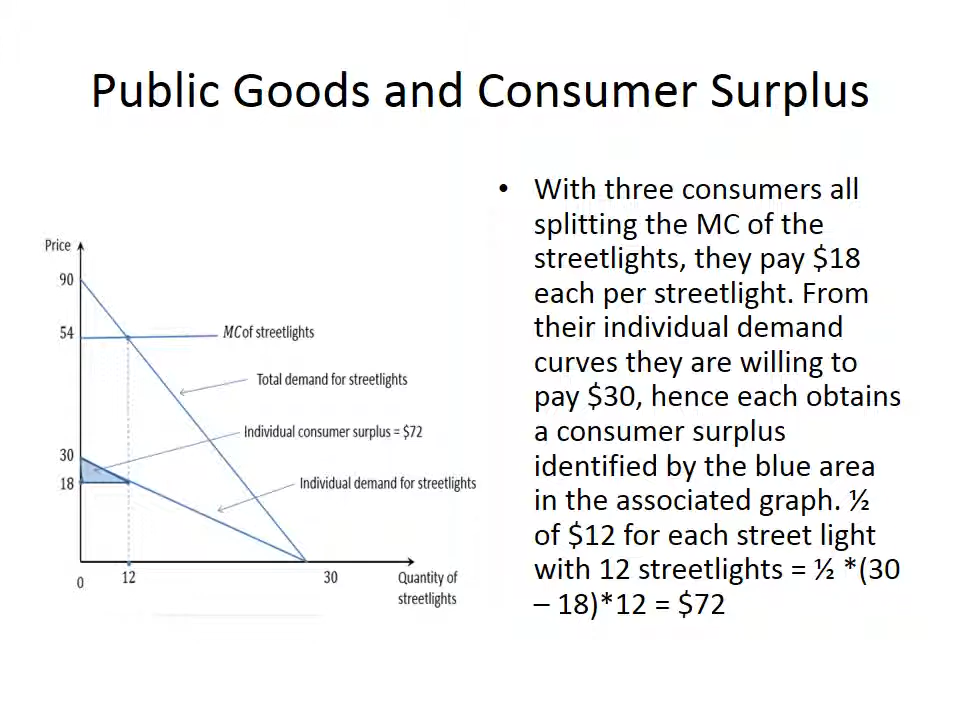 Public Goods and Consumer Surplus
Price
90
54
MC of streetlights
Total demand for streetlights
Individual consumer surplus = $72
30
18
Individual demand for streetlights
0
12
30
Quantity of
streetlights
• With three consumers all
splitting the MC of the
streetlights, they pay $18
each per streetlight. From
their individual demand
curves they are willing to
pay $30, hence each obtains
a consumer surplus
identified by the blue area
in the associated graph. ½
of $12 for each street light
with 12 streetlights = ½ *(30
– 18)*12 = $72